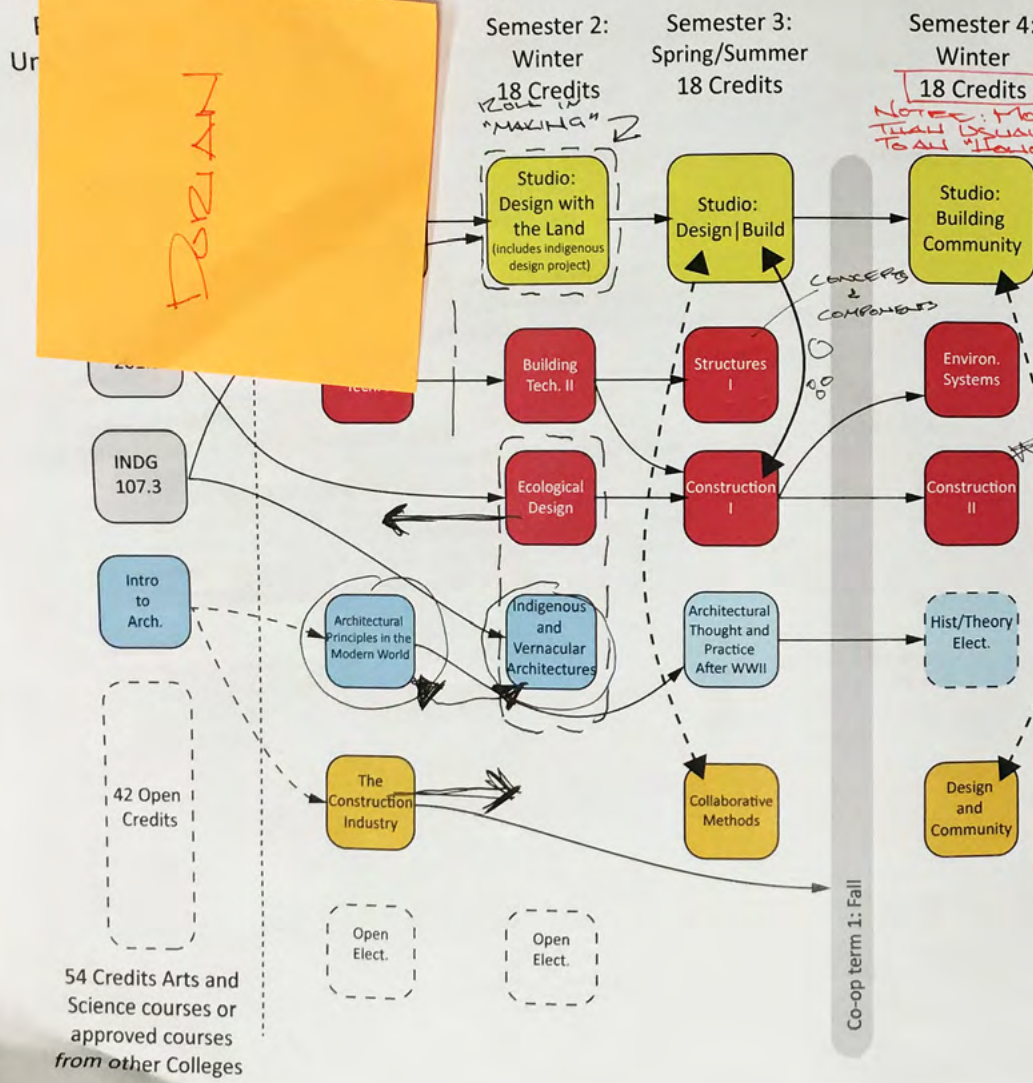 DORIAN
Semester 2:
Winter
18 Credits
"MAKING"
Semester 3:
Spring/Summer
18 Credits
Semester 4:
Winter
18 Credits
Studio:
Design with
the Land
(includes indigenous
design project)
Studio:
Design|Build
Studio:
Building
Community
CONCEPTS
&
COMPONENTS
Building
Tech. II
Structures
I
Environ.
Systems
INDG
107.3
Ecological
Design
Construction
I
Construction
II
Intro
to
Arch.
Architectural
Principles in the
Modern World
Indigenous
and
Vernacular
Architectures
Architectural
Thought and
Practice
After WWII
Hist/Theory
Elect.
42 Open
Credits
The
Construction
Industry
Collaborative
Methods
Design
and
Community
Open
Elect.
Open
Elect.
Co-op term 1: Fall
54 Credits Arts and
Science courses or
approved courses
from other Colleges